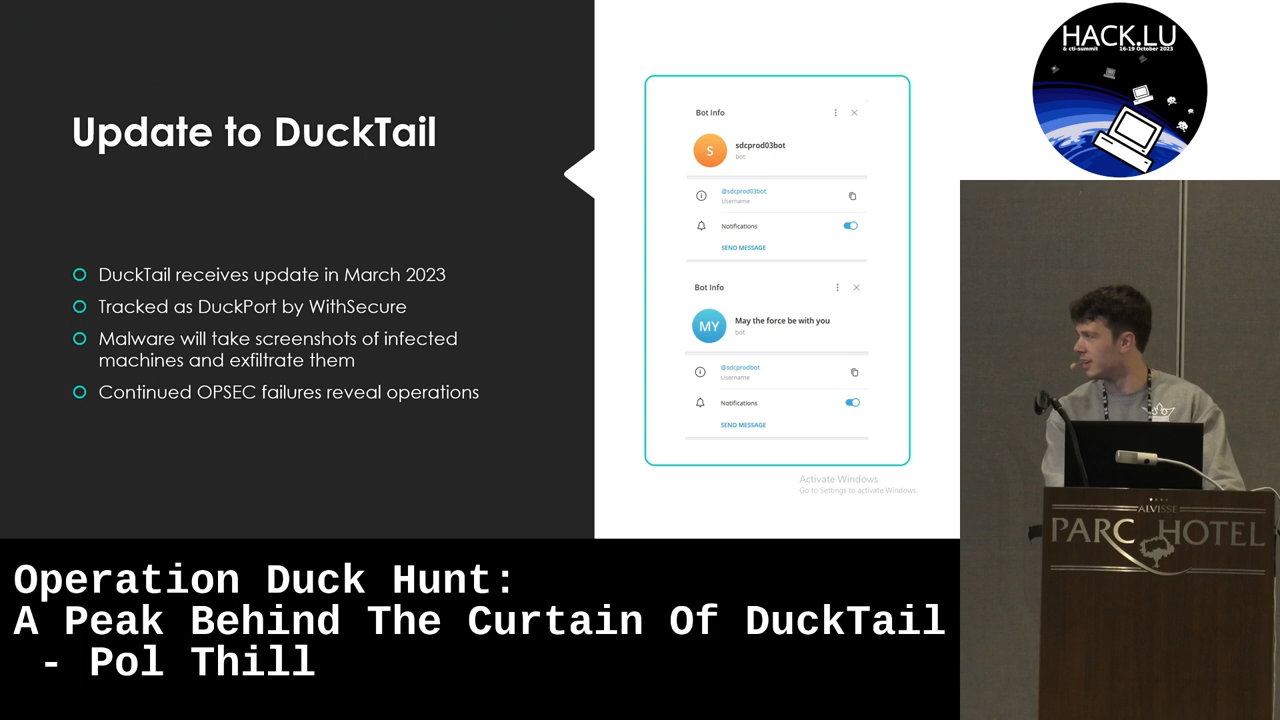 Update to DuckTail
DuckTail receives update in March 2023
Tracked as DuckPort by WithSecure
Malware will take screenshots of infected
machines and exfiltrate them
Continued OPSEC failures reveal operations
Bot Info
S
sdcprod03bot
bot
@sdcprod03bot
Username
Notifications
SEND MESSAGE
Bot Info
MY
May the force be with you
bot
@sdcprodbot
Username
Notifications
SEND MESSAGE
Activate Windows
Go to Settings to activate Windows.
HACK.LU
& cti-summit 16-19 October 2023
ALVISSE
PARC HOTEL
Operation Duck Hunt:
A Peak Behind The Curtain Of DuckTail
- Pol Thill